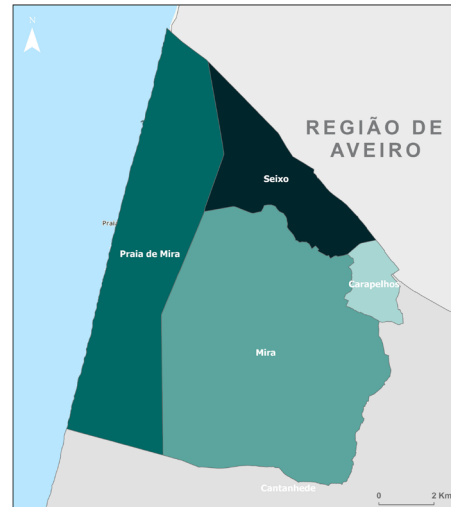 N
REGIÃO DE
AVEIRO
Seixo
Praia
Praia de Mira
Carapelhos
Mira
Cantanhede
0 2 Km